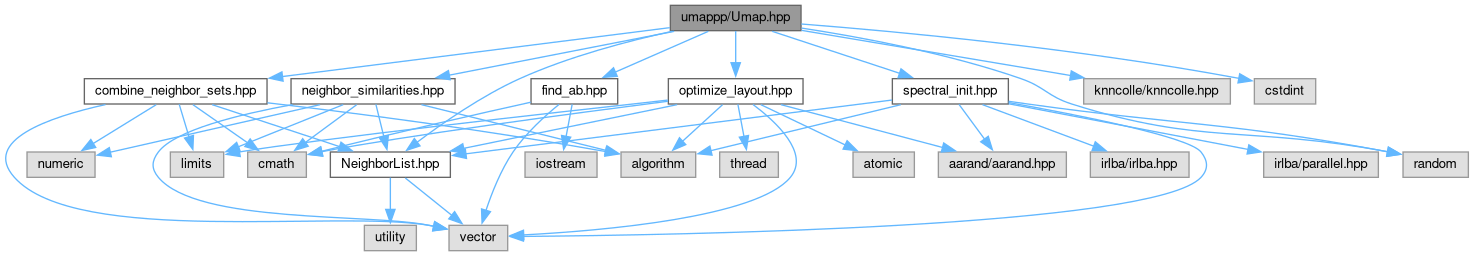 umappp/Umap.hpp
combine_neighbor_sets.hpp
neighbor_similarities.hpp
find_ab.hpp
optimize_layout.hpp
spectral_init.hpp
knncolle/knncolle.hpp
cstdint
numeric
limits
cmath
NeighborList.hpp
iostream
algorithm
thread
atomic
aarand/aarand.hpp
irlba/irlba.hpp
irlba/parallel.hpp
random
utility
vector